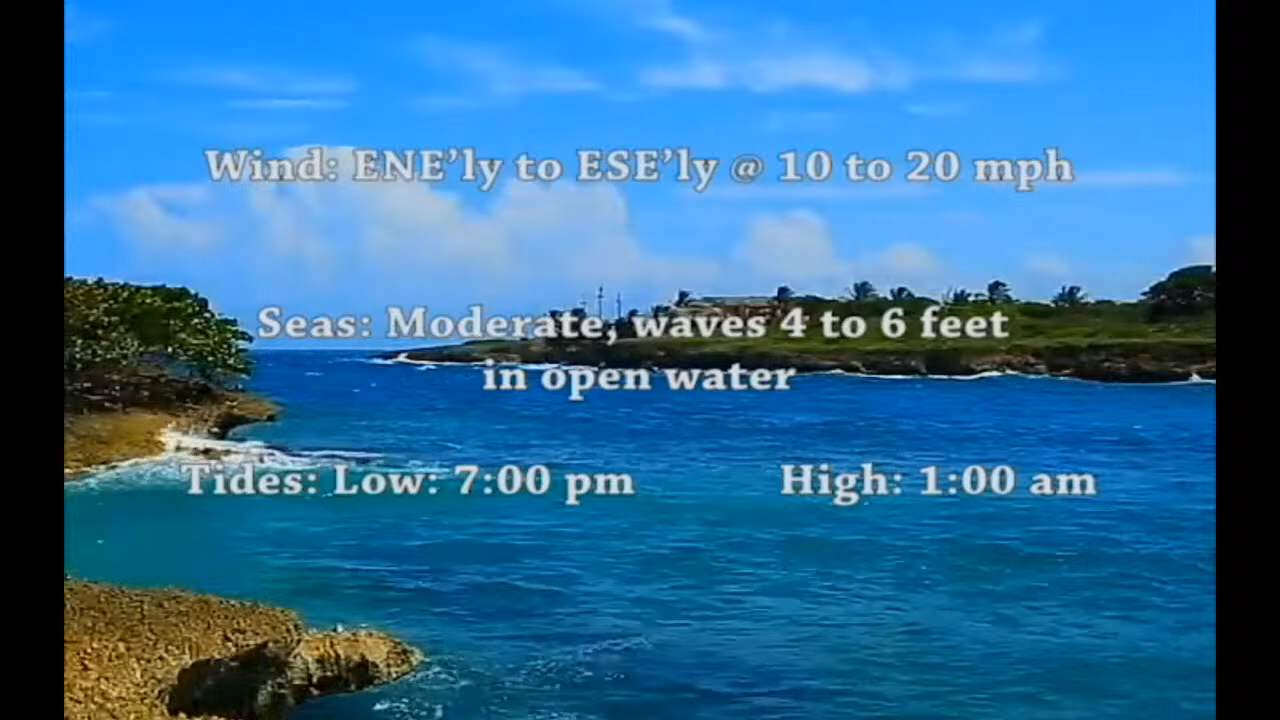 Wind: ENE’ly to ESE’ly @ 10 to 20 mph
Seas: Moderate, waves 4 to 6 feet
in open water
Tides: Low: 7:00 pm High: 1:00 am